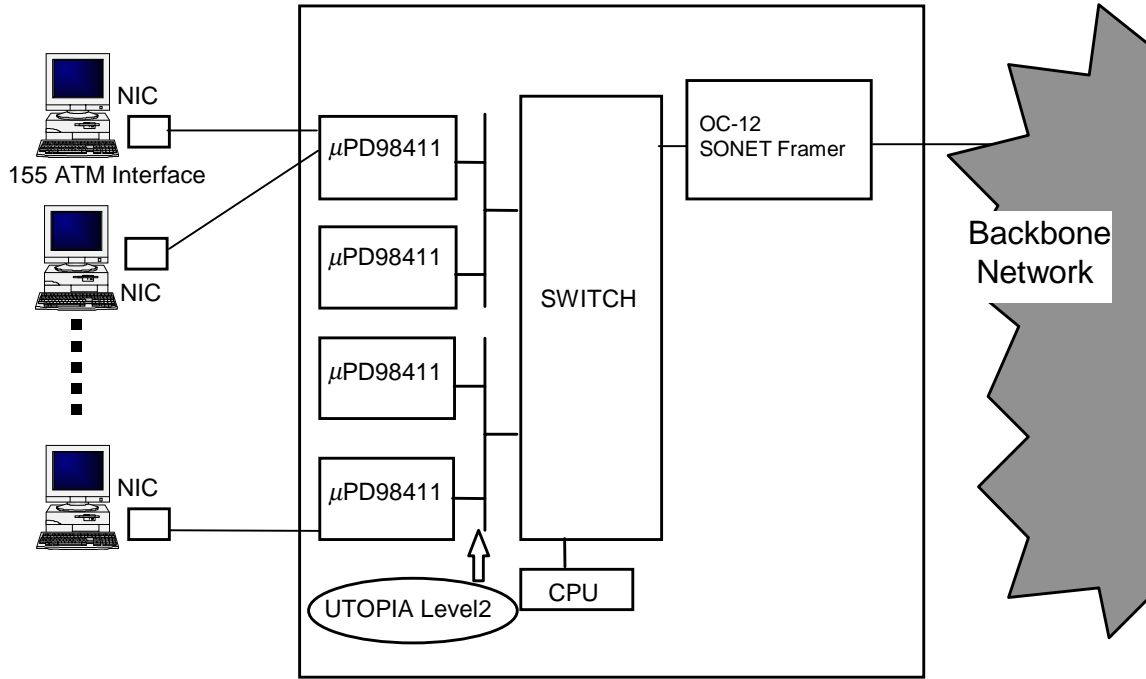 NIC
155 ATM Interface
NIC
NIC
μPD98411
μPD98411
μPD98411
μPD98411
UTOPIA Level2
SWITCH
CPU
OC-12
SONET Framer
Backbone
Network